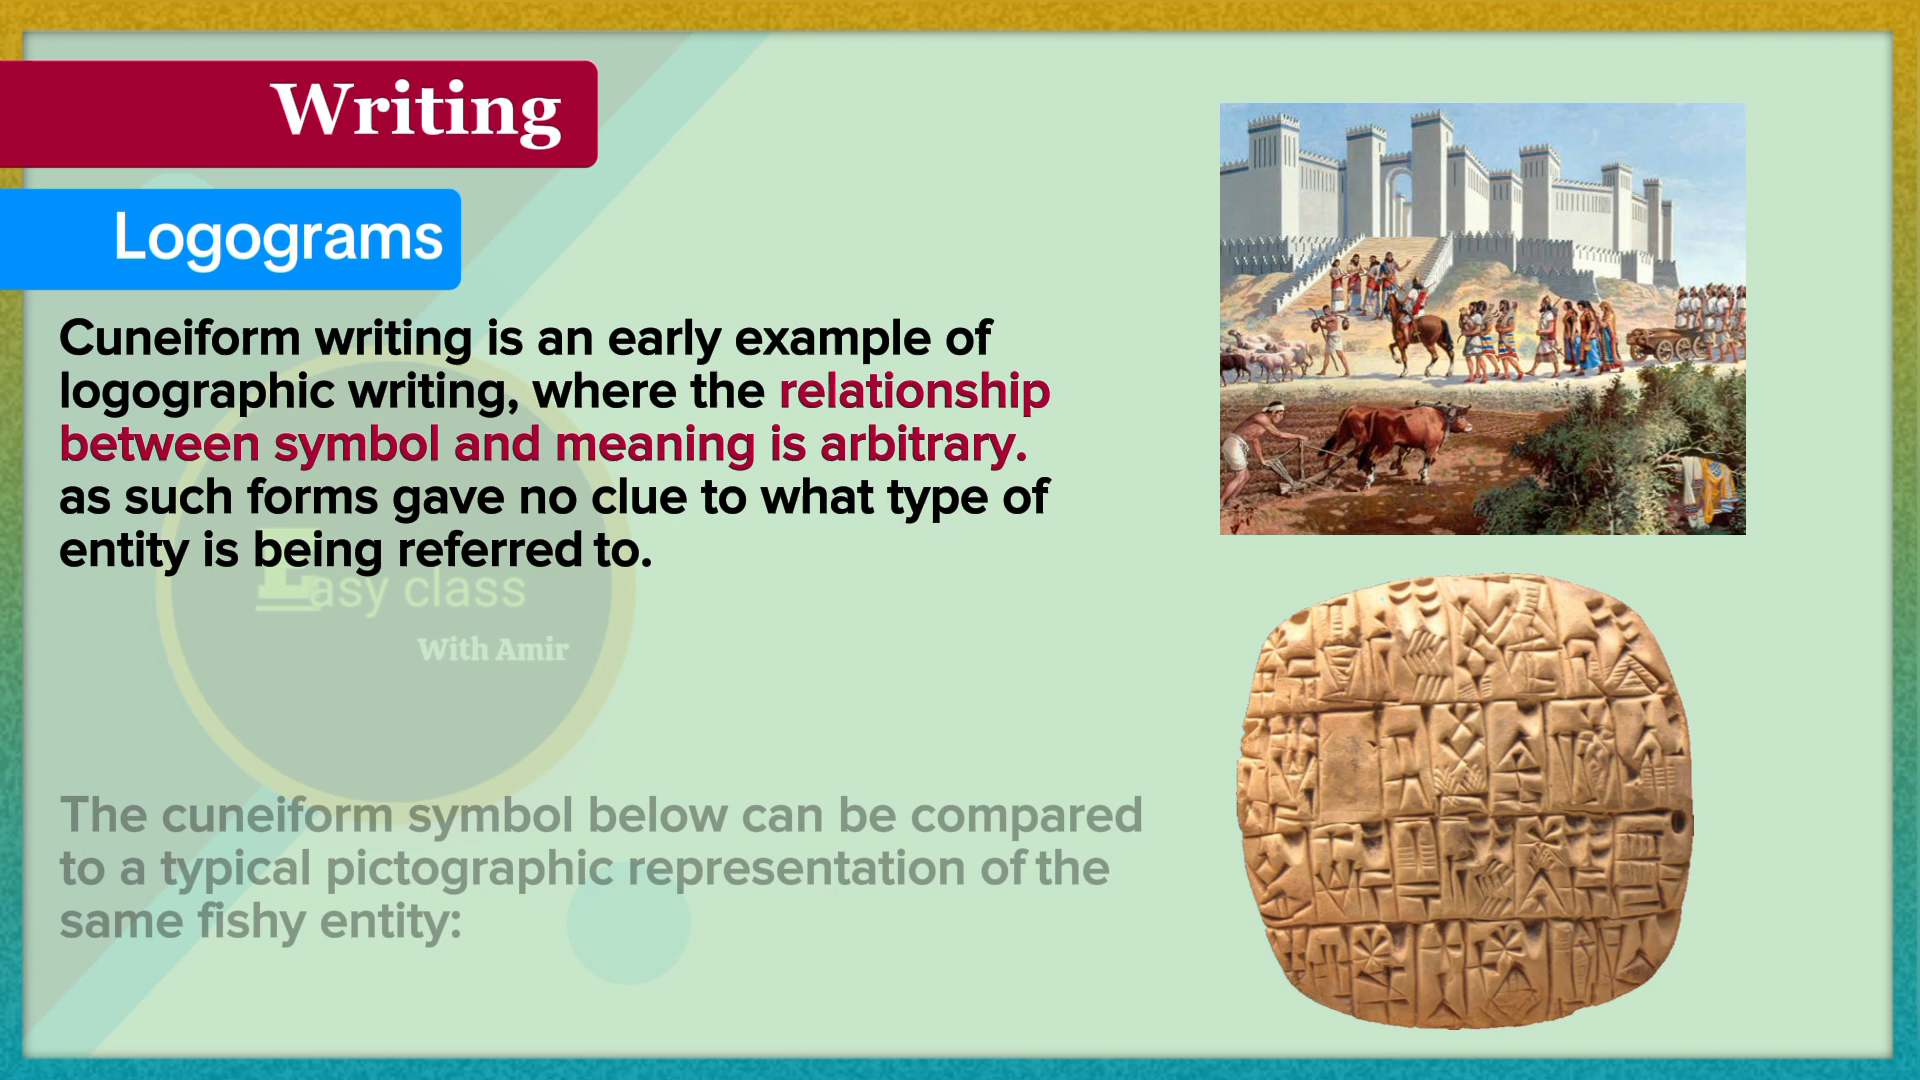 Writing
Logograms
Cuneiform writing is an early example of
logographic writing, where the relationship
between symbol and meaning is arbitrary.
as such forms gave no clue to what type of
entity is being referred to.
Easy class
With Amir
The cuneiform symbol below can be compared
to a typical pictographic representation of the
same fishy entity: